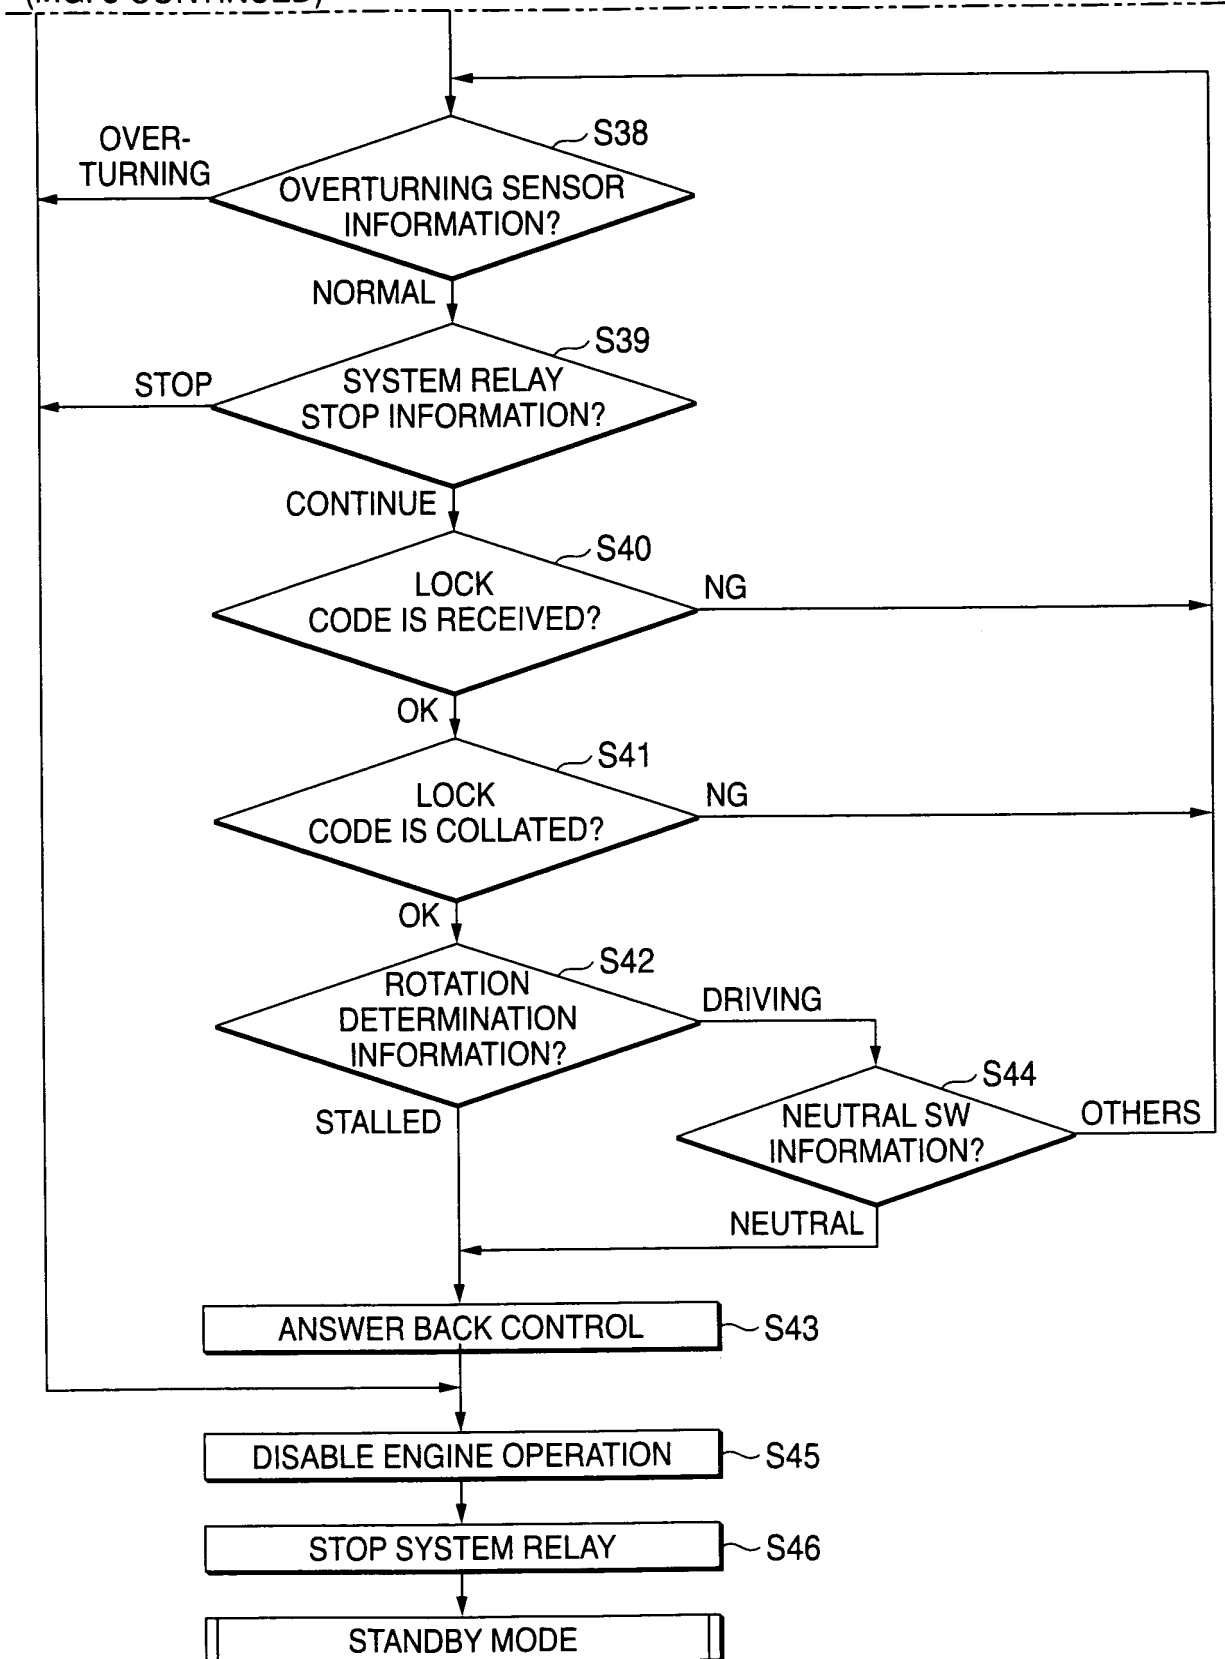 OVER-
TURNING
S38
OVERTURNING SENSOR
INFORMATION?
NORMAL
S39
STOP
SYSTEM RELAY
STOP INFORMATION?
CONTINUE
S40
LOCK
CODE IS RECEIVED?
NG
OK
S41
LOCK
CODE IS COLLATED?
NG
OK
S42
ROTATION
DETERMINATION
INFORMATION?
DRIVING
STALLED
S44
NEUTRAL SW
INFORMATION?
OTHERS
NEUTRAL
ANSWER BACK CONTROL
S43
DISABLE ENGINE OPERATION
S45
STOP SYSTEM RELAY
S46
STANDBY MODE